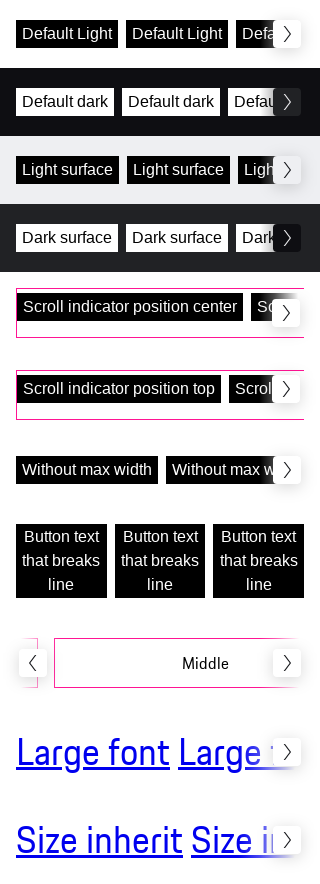 Default Light Default Light Defa
Default dark Default dark Defau
Light surface Light surface Ligh
Dark surface Dark surface Dark
Scroll indicator position center Sc
Scroll indicator position top Scroll
Without max width Without max w
Button text Button text Button text
that breaks that breaks that breaks
line line line
Middle
Large font Large f
Size inherit Size in